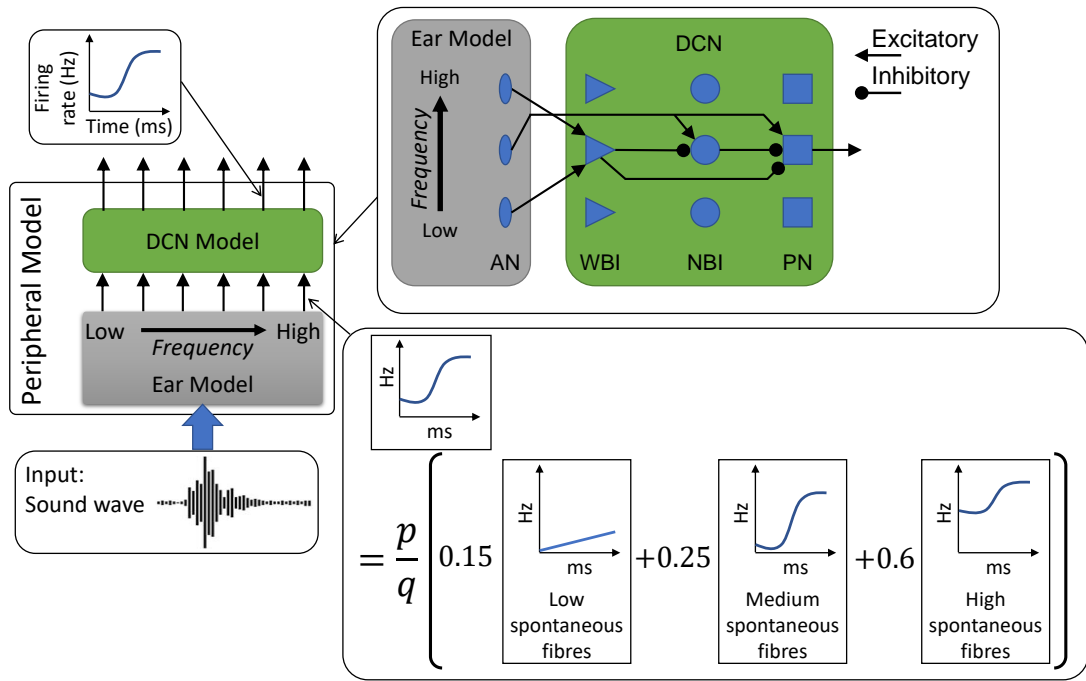 Firing
rate (Hz)
Time (ms)
Peripheral Model
DCN Model
Low
High
Frequency
Ear Model
Input:
Sound wave
Ear Model
High
Frequency
Low
AN
DCN
WBI
NBI
PN
Excitatory
Inhibitory
Hz
ms
= p/q ( 0.15 +0.25 +0.6 )
Hz
ms
Low
spontaneous
fibres
Hz
ms
Medium
spontaneous
fibres
Hz
ms
High
spontaneous
fibres